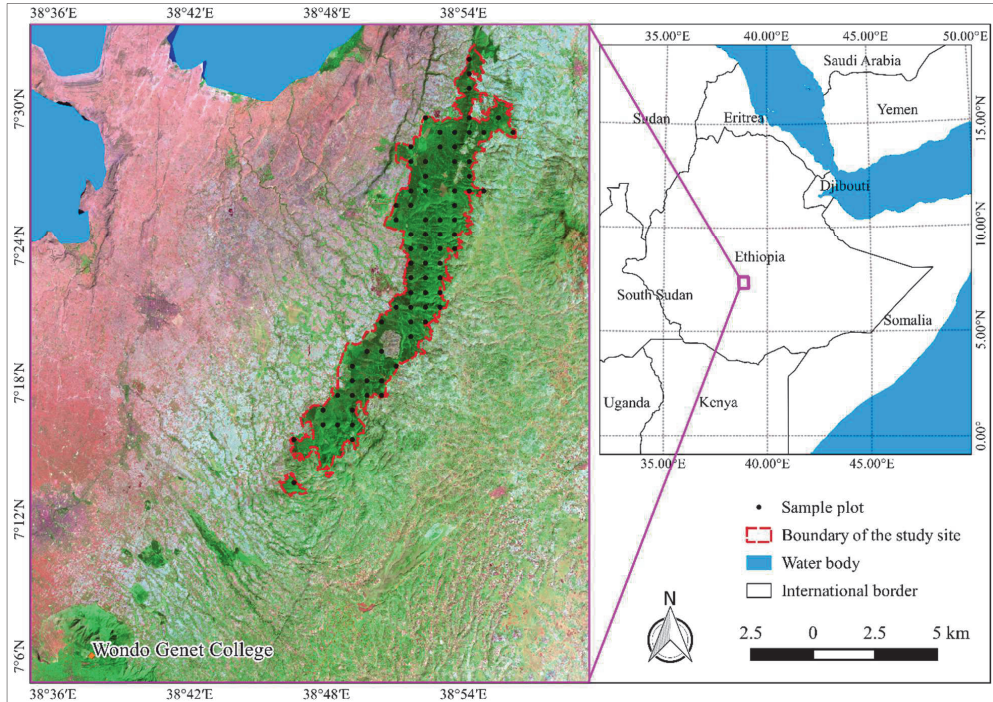 38°36′E 38°42′E 38°48′E 38°54′E
7°30′N
7°24′N
7°18′N
7°12′N
7°6′N
Wondo Genet College
38°36′E 38°42′E 38°48′E 38°54′E
35.00°E 40.00°E 45.00°E 50.00°E
Saudi Arabia
Yemen
Sudan
Eritrea
15.00°N
Djibouti
10.00°N
Ethiopia
South Sudan
Somalia
5.00°N
Uganda
Kenya
0.00°
35.00°E 40.00°E 45.00°E
Sample plot
Boundary of the study site
Water body
International border
N
2.5 0 2.5 5 km